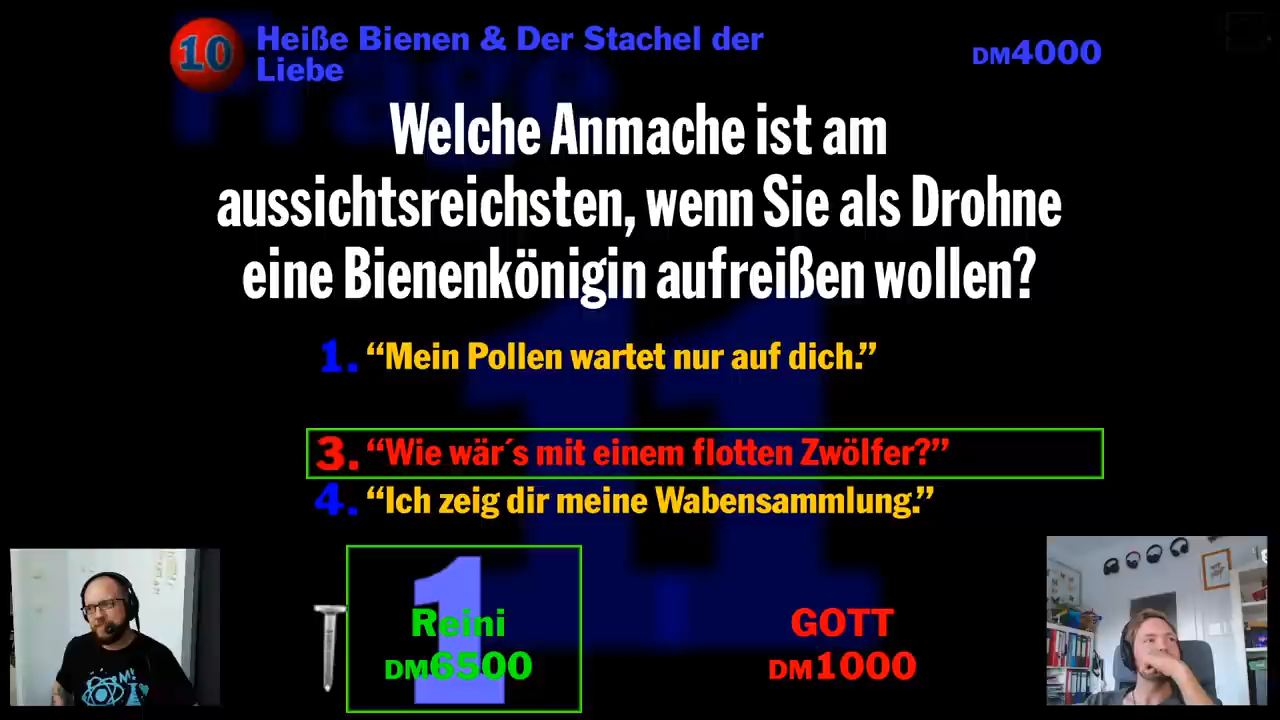 10 Heiße Bienen & Der Stachel der Liebe
DM4000
Frage
Welche Anmache ist am
aussichtsreichsten, wenn Sie als Drohne
eine Bienenkönigin aufreißen wollen?
11
1. “Mein Pollen wartet nur auf dich.”
3. “Wie wär´s mit einem flotten Zwölfer?”
4. “Ich zeig dir meine Wabensammlung.”
1
Reini
DM6500
GOTT
DM1000